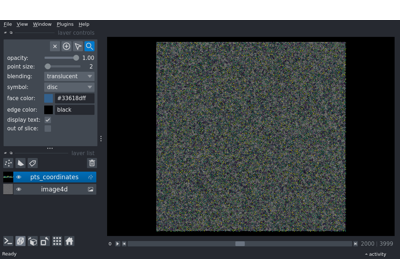 File View Window Plugins Help
layer controls
opacity: 1.00
point size: 2
blending: translucent
symbol: disc
face color: #33618dff
edge color: black
display text:
out of slice:
layer list
pts_coordinates
image4d
0 2000 3999
Ready activity